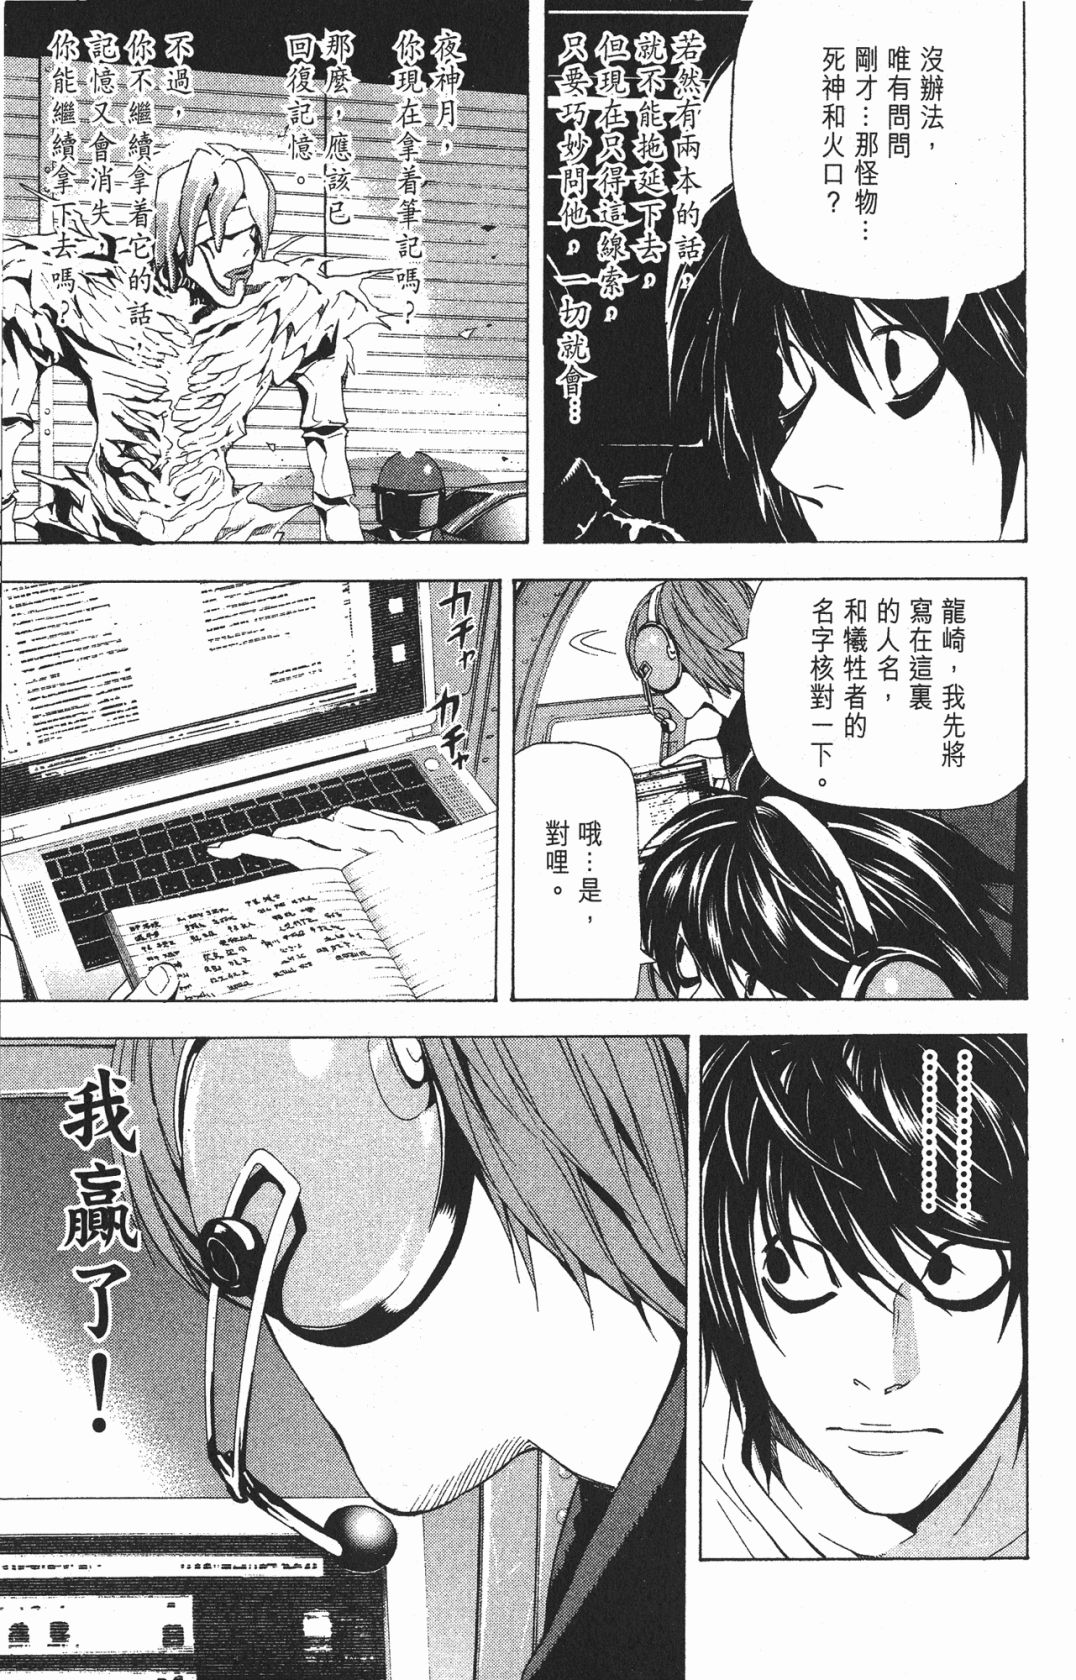 沒辦法，
唯有問問
剛才…那怪物…
死神和火口？
若然有兩本的話，
就不能拖延下去，
但現在只得這線索，
只要巧妙問他，一切就會…
夜神月，
你現在拿着筆記嗎？
那麼，應該已
回復記憶。
不過，
你不繼續拿着它的話，
記憶又會消失，
你能繼續拿下去嗎？
龍崎，我先將
寫在這裏
的人名，
和犧牲者的
名字核對一下。
哦…是，
對哩。
カチャ
カチャ
我贏了！